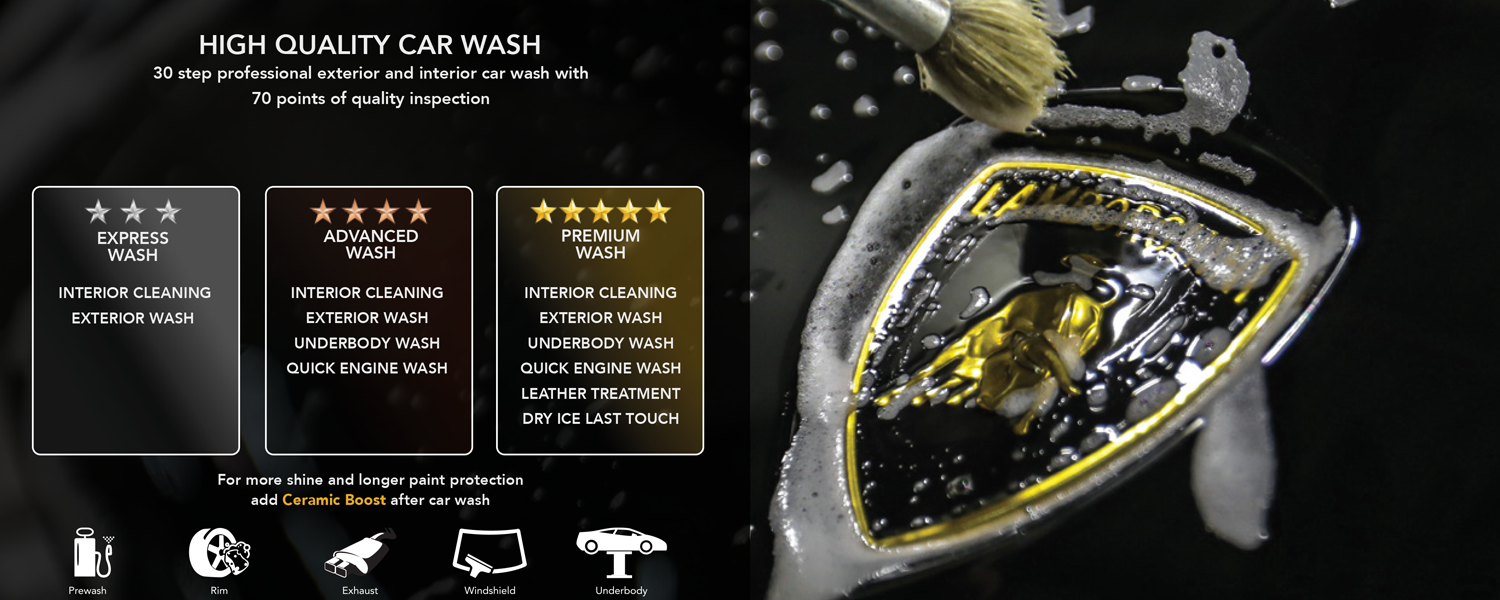 HIGH QUALITY CAR WASH
30 step professional exterior and interior car wash with
70 points of quality inspection
EXPRESS
WASH
INTERIOR CLEANING
EXTERIOR WASH
ADVANCED
WASH
INTERIOR CLEANING
EXTERIOR WASH
UNDERBODY WASH
QUICK ENGINE WASH
PREMIUM
WASH
INTERIOR CLEANING
EXTERIOR WASH
UNDERBODY WASH
QUICK ENGINE WASH
LEATHER TREATMENT
DRY ICE LAST TOUCH
For more shine and longer paint protection
add Ceramic Boost after car wash
Prewash
Rim
Exhaust
Windshield
Underbody